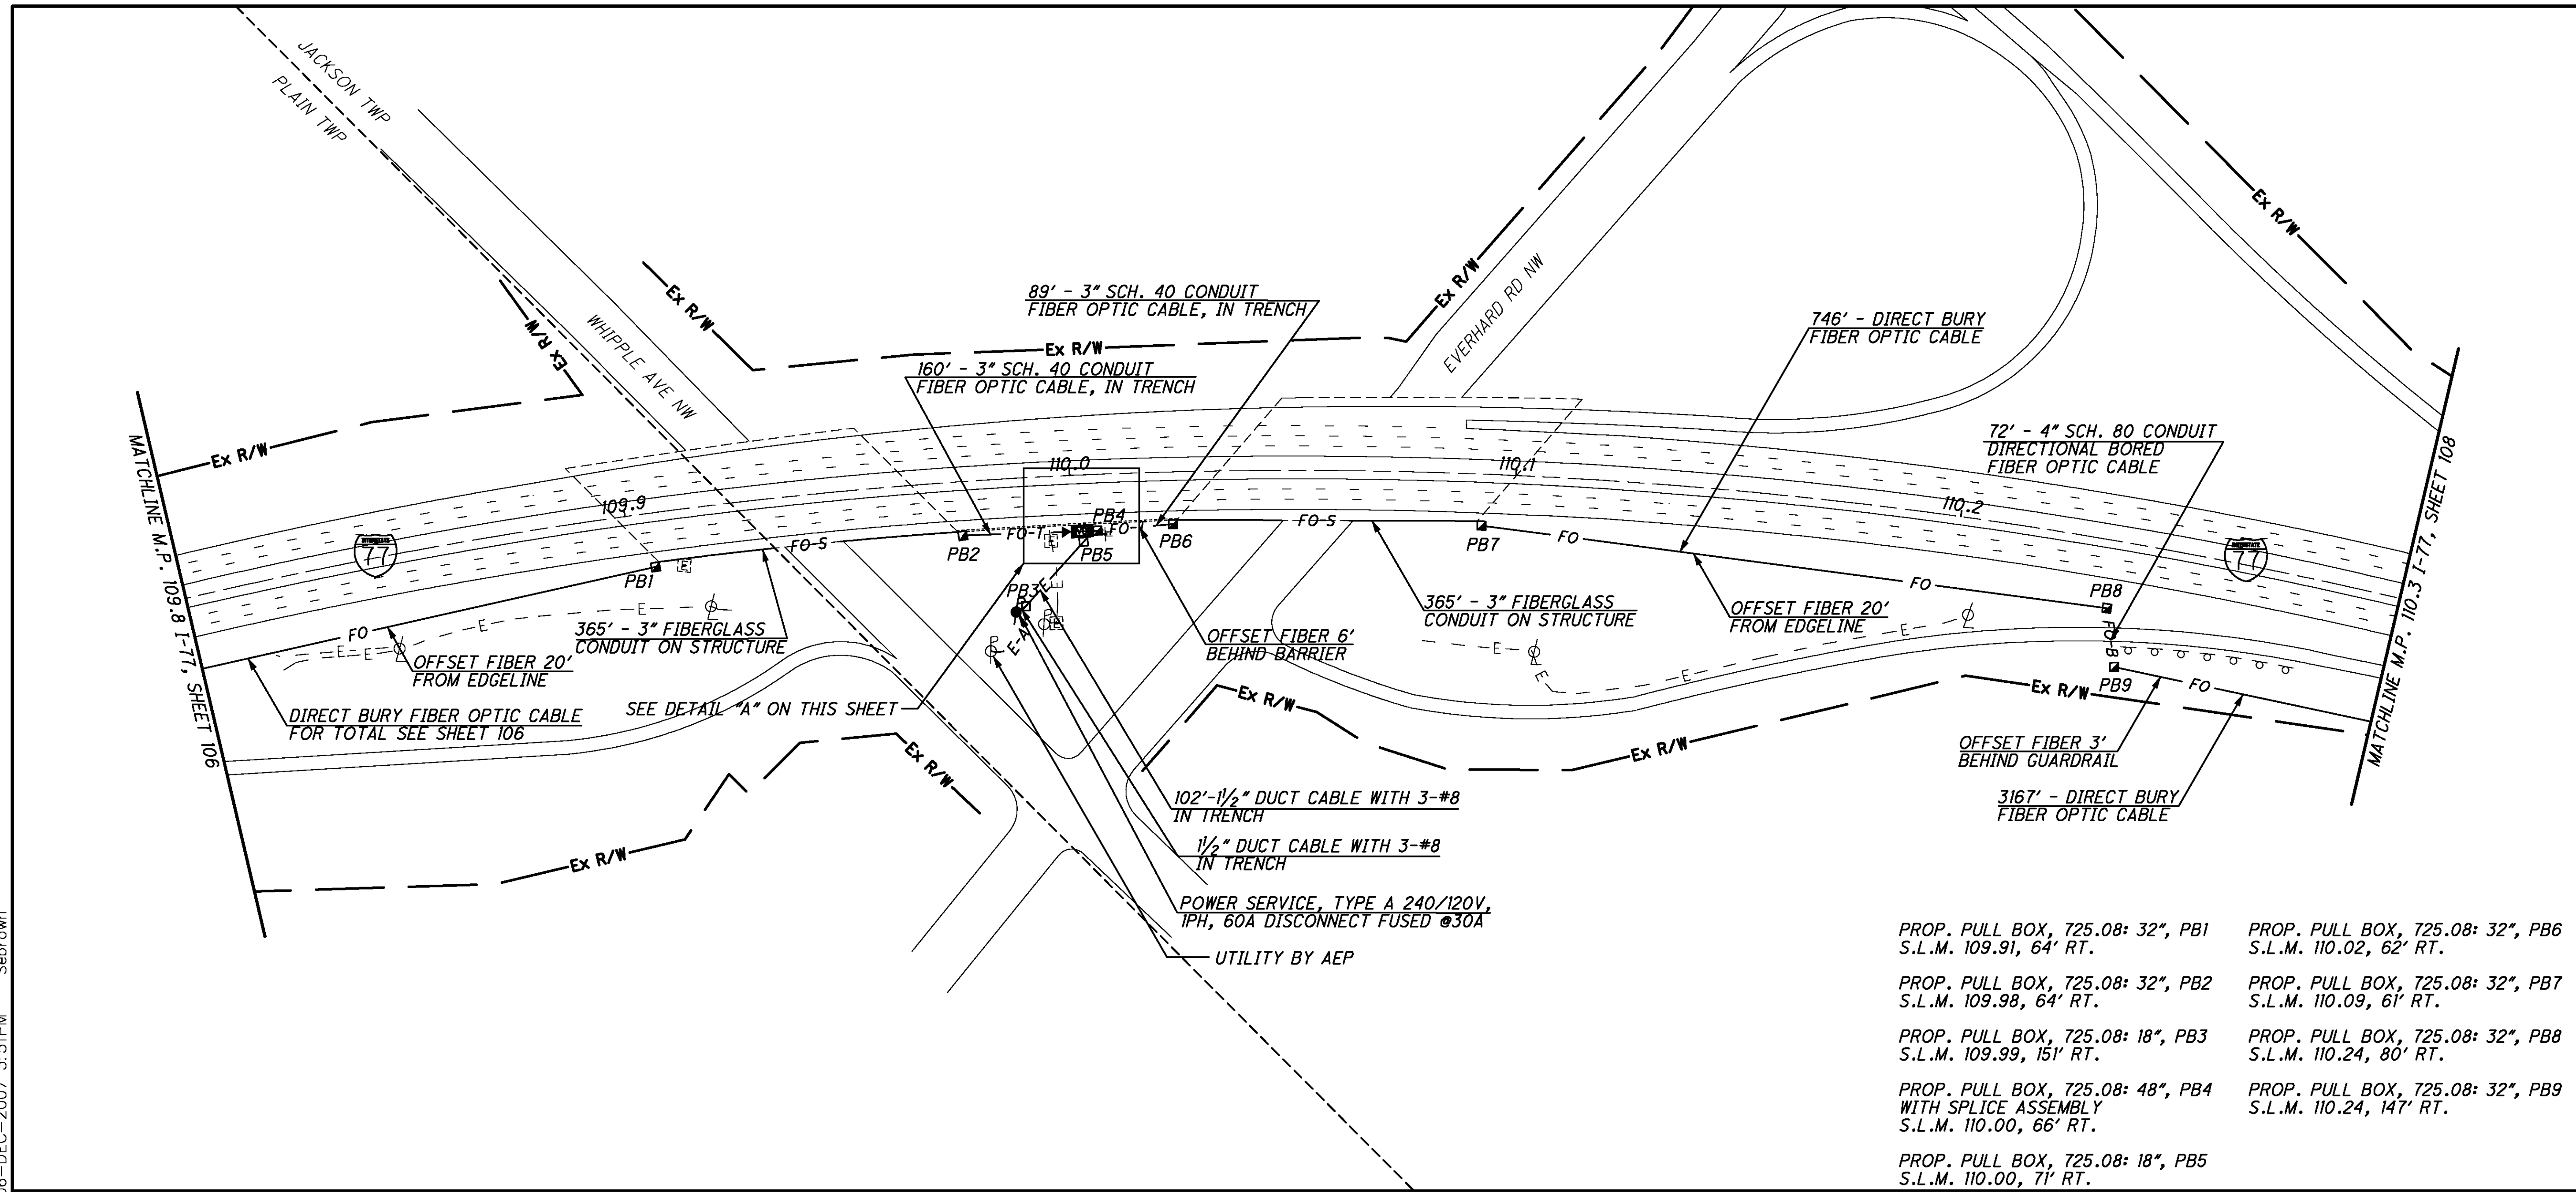 JACKSON TWP
PLAIN TWP
WHIPPLE AVE NW
EVERHARD RD NW
Ex R/W
Ex R/W
Ex R/W
Ex R/W
Ex R/W
Ex R/W
89' - 3" SCH. 40 CONDUIT
FIBER OPTIC CABLE, IN TRENCH
160' - 3" SCH. 40 CONDUIT
FIBER OPTIC CABLE, IN TRENCH
746' - DIRECT BURY
FIBER OPTIC CABLE
72' - 4" SCH. 80 CONDUIT
DIRECTIONAL BORED
FIBER OPTIC CABLE
MATCHLINE M.P. 109.8 I-77, SHEET 106
MATCHLINE M.P. 110.3 I-77, SHEET 108
109.9
110.0
110.1
110.2
INTERSTATE
77
INTERSTATE
77
PB1
E
FO-S
PB2
FO-T
PB4
FO-T
PB5
E
PB6
FO-S
PB7
FO
FO
PB8
FO-B
PB9
FO
FO
PB3
E
E
E
P
E
P
E-A
E
E
E
E
E
E
E
E
E
365' - 3" FIBERGLASS
CONDUIT ON STRUCTURE
OFFSET FIBER 20'
FROM EDGELINE
DIRECT BURY FIBER OPTIC CABLE
FOR TOTAL SEE SHEET 106
SEE DETAIL "A" ON THIS SHEET
OFFSET FIBER 6'
BEHIND BARRIER
365' - 3" FIBERGLASS
CONDUIT ON STRUCTURE
OFFSET FIBER 20'
FROM EDGELINE
Ex R/W
Ex R/W
Ex R/W
Ex R/W
Ex R/W
OFFSET FIBER 3'
BEHIND GUARDRAIL
3167' - DIRECT BURY
FIBER OPTIC CABLE
102'-1½" DUCT CABLE WITH 3-#8
IN TRENCH
1½" DUCT CABLE WITH 3-#8
IN TRENCH
POWER SERVICE, TYPE A 240/120V,
1PH, 60A DISCONNECT FUSED @30A
UTILITY BY AEP
PROP. PULL BOX, 725.08: 32", PB1
S.L.M. 109.91, 64' RT.
PROP. PULL BOX, 725.08: 32", PB2
S.L.M. 109.98, 64' RT.
PROP. PULL BOX, 725.08: 18", PB3
S.L.M. 109.99, 151' RT.
PROP. PULL BOX, 725.08: 48", PB4
WITH SPLICE ASSEMBLY
S.L.M. 110.00, 66' RT.
PROP. PULL BOX, 725.08: 18", PB5
S.L.M. 110.00, 71' RT.
PROP. PULL BOX, 725.08: 32", PB6
S.L.M. 110.02, 62' RT.
PROP. PULL BOX, 725.08: 32", PB7
S.L.M. 110.09, 61' RT.
PROP. PULL BOX, 725.08: 32", PB8
S.L.M. 110.24, 80' RT.
PROP. PULL BOX, 725.08: 32", PB9
S.L.M. 110.24, 147' RT.
06-DEC-2007 3:51PM sebrown